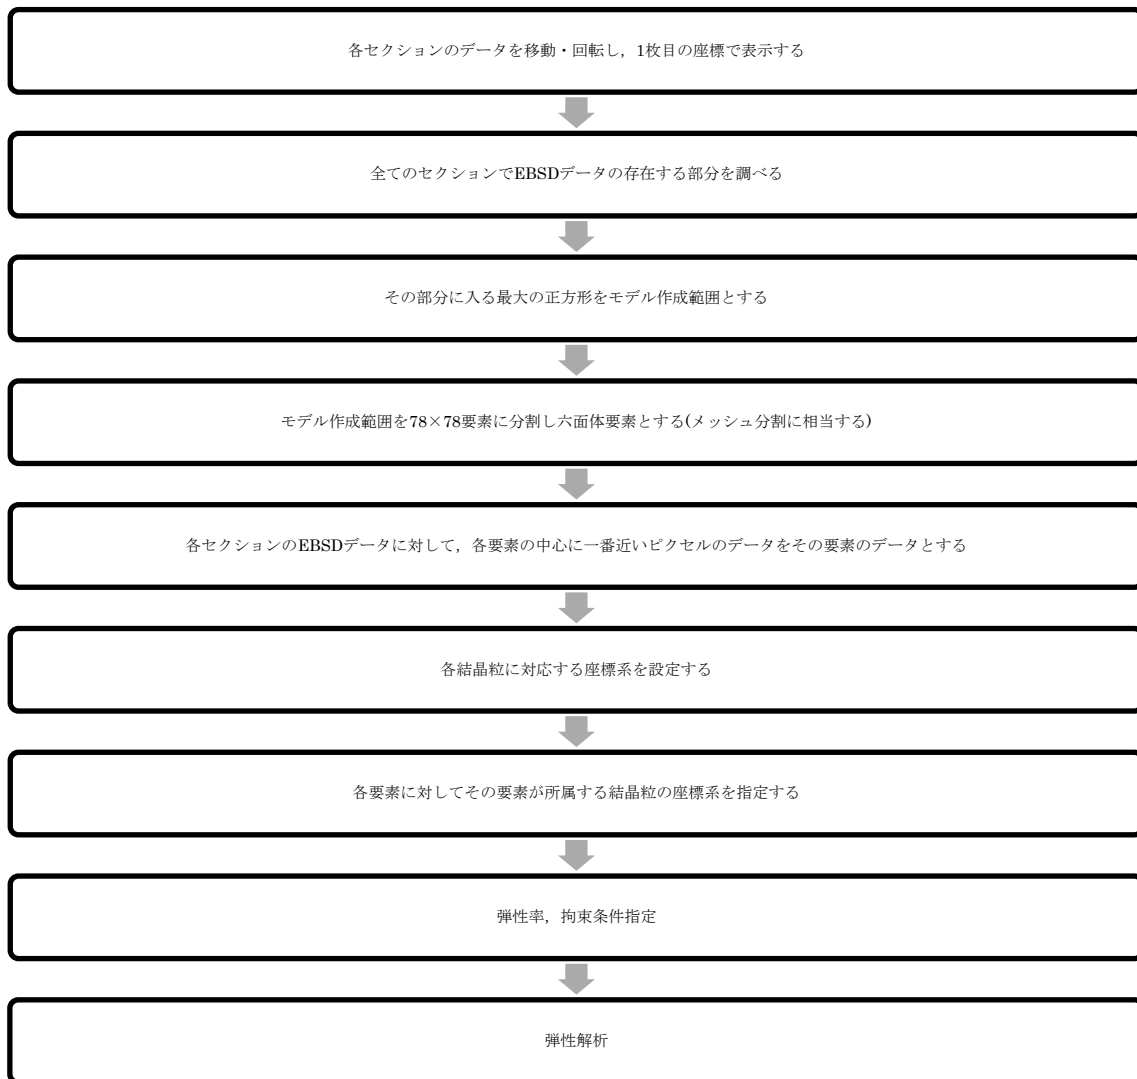 各セクションのデータを移動・回転し，1枚目の座標で表示する
全てのセクションでEBSDデータの存在する部分を調べる
その部分に入る最大の正方形をモデル作成範囲とする
モデル作成範囲を78×78要素に分割し六面体要素とする(メッシュ分割に相当する)
各セクションのEBSDデータに対して，各要素の中心に一番近いピクセルのデータをその要素のデータとする
各結晶粒に対応する座標系を設定する
各要素に対してその要素が所属する結晶粒の座標系を指定する
弾性率，拘束条件指定
弾性解析